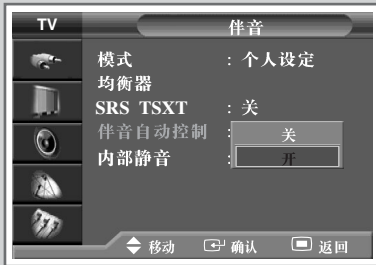 TV 伴音
模式 : 个人设定
均衡器
SRS TSXT : 关
伴音自动控制 : 关
内部静音 : 开
移动 确认 返回